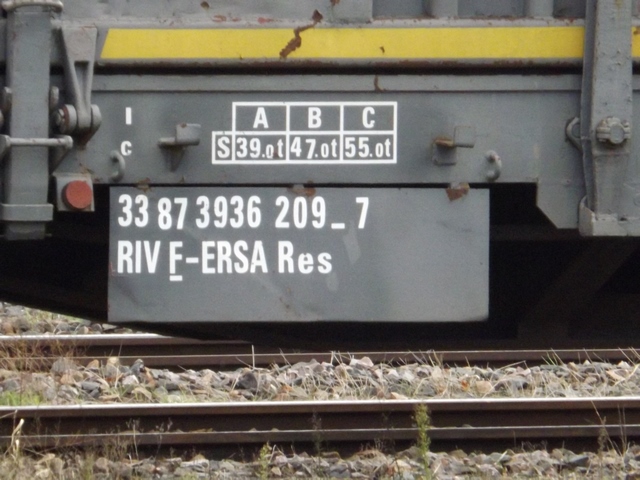 I
C
A B C
S 39.0t 47.0t 55.0t
33 87 3936 209_7
RIV F-ERSA Res